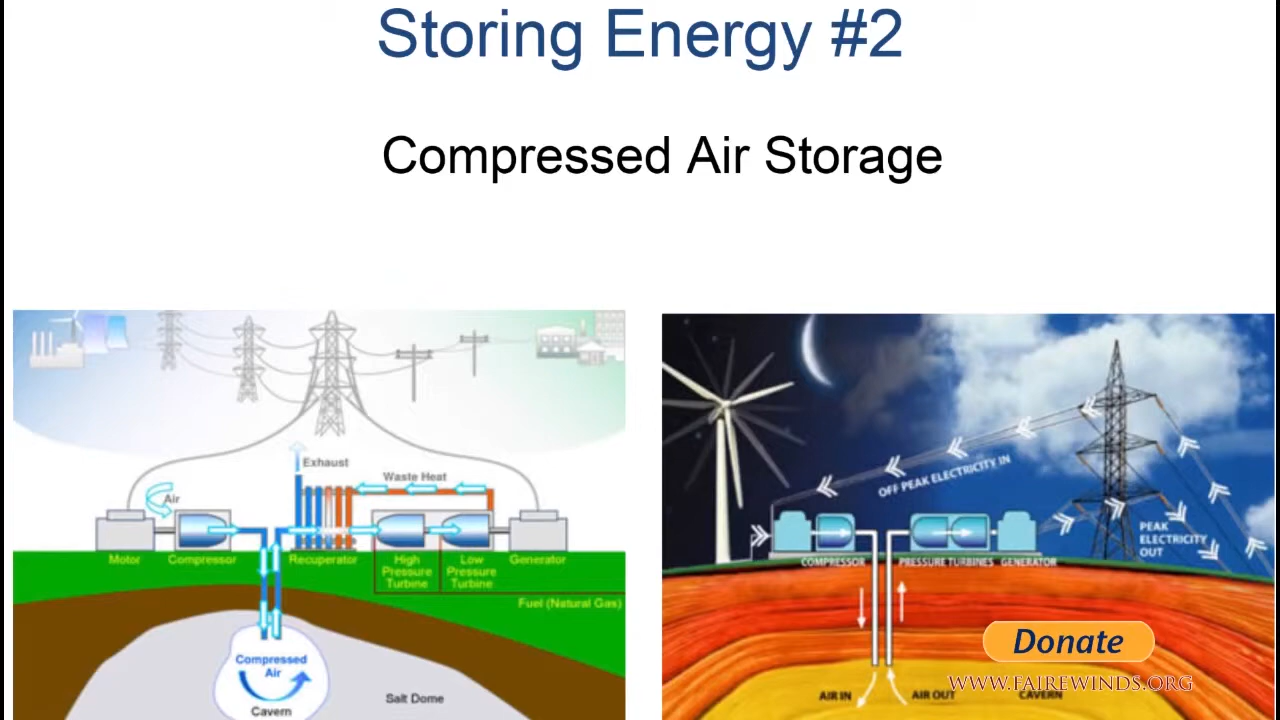 Storing Energy #2
Compressed Air Storage
Exhaust
Waste Heat
Air
Motor
Compressor
Recuperator
High
Pressure
Turbine
Low
Pressure
Turbine
Generator
Fuel (Natural Gas)
Compressed
Air
Cavern
Salt Dome
OFF PEAK ELECTRICITY IN
PEAK
ELECTRICITY
OUT
COMPRESSOR
PRESSURE TURBINES
GENERATOR
AIR IN
AIR OUT
CAVERN
Donate
WWW.FAIREWINDS.ORG